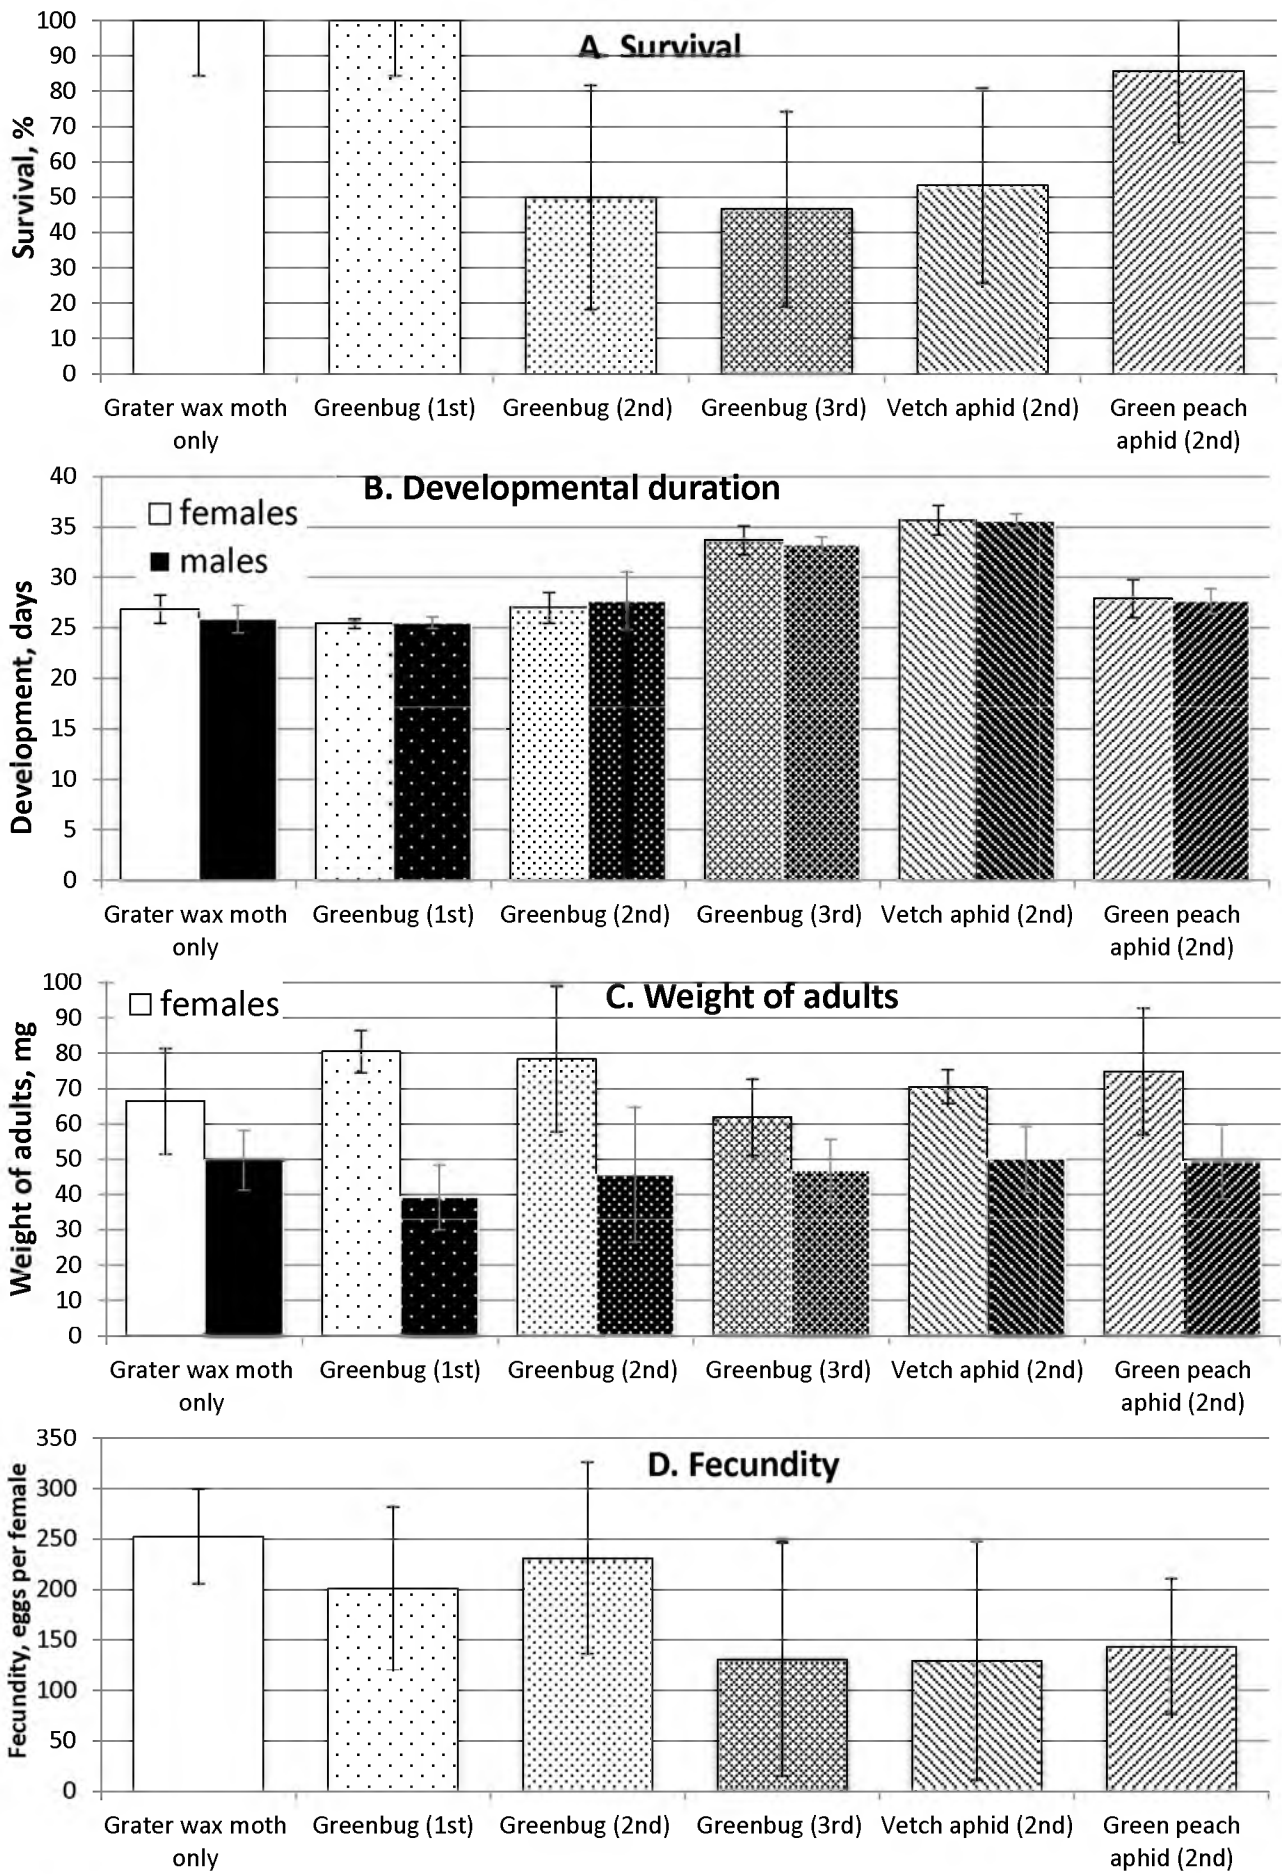 A. Survival
Survival, %
100
90
80
70
60
50
40
30
20
10
0
Grater wax moth only
Greenbug (1st)
Greenbug (2nd)
Greenbug (3rd)
Vetch aphid (2nd)
Green peach aphid (2nd)
B. Developmental duration
females
males
Development, days
40
35
30
25
20
15
10
5
0
Grater wax moth only
Greenbug (1st)
Greenbug (2nd)
Greenbug (3rd)
Vetch aphid (2nd)
Green peach aphid (2nd)
C. Weight of adults
females
Weight of adults, mg
100
90
80
70
60
50
40
30
20
10
0
Grater wax moth only
Greenbug (1st)
Greenbug (2nd)
Greenbug (3rd)
Vetch aphid (2nd)
Green peach aphid (2nd)
D. Fecundity
Fecundity, eggs per female
350
300
250
200
150
100
50
0
Grater wax moth only
Greenbug (1st)
Greenbug (2nd)
Greenbug (3rd)
Vetch aphid (2nd)
Green peach aphid (2nd)